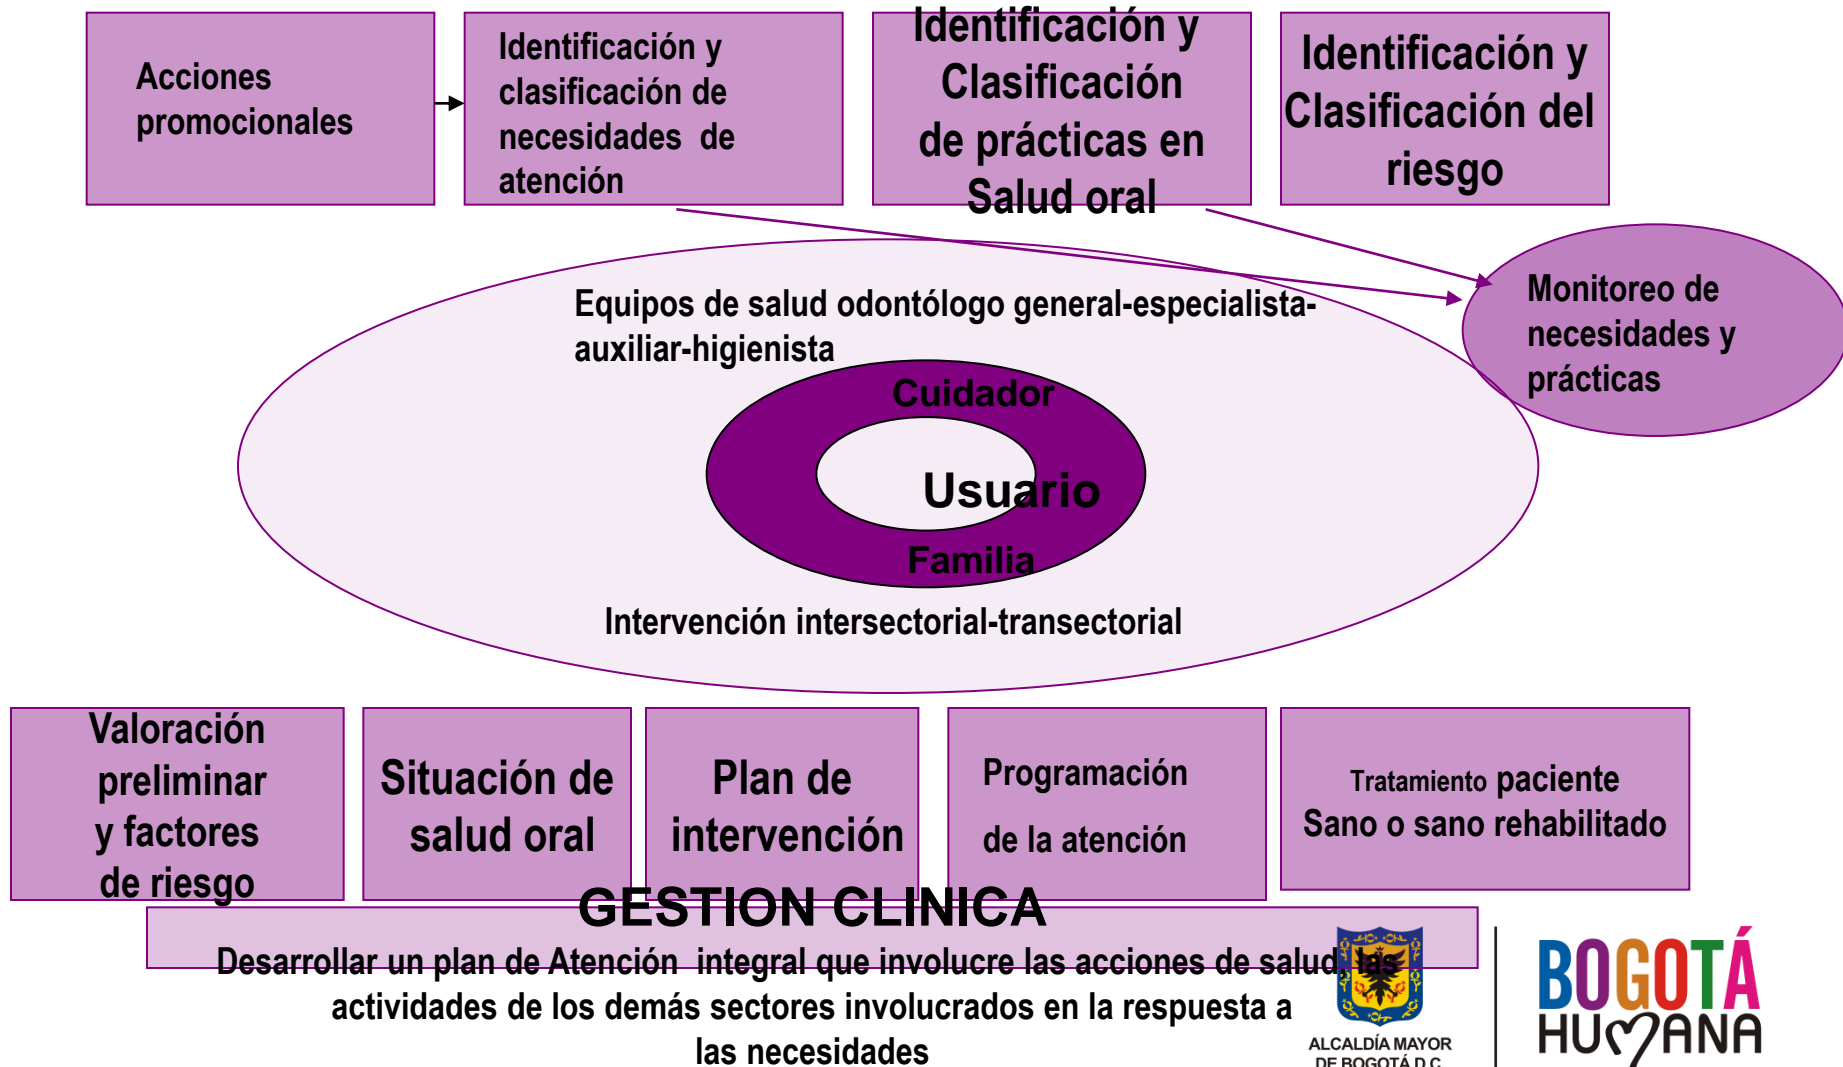 Acciones
promocionales
Identificación y
clasificación de
necesidades de
atención
Identificación y
Clasificación
de prácticas en
Salud oral
Identificación y
Clasificación del
riesgo
Monitoreo de
necesidades y
prácticas
Equipos de salud odontólogo general-especialista-
auxiliar-higienista
Cuidador
Usuario
Familia
Intervención intersectorial-transectorial
Valoración
preliminar
y factores
de riesgo
Situación de
salud oral
Plan de
intervención
Programación
de la atención
Tratamiento paciente
Sano o sano rehabilitado
GESTION CLINICA
Desarrollar un plan de Atención integral que involucre las acciones de salud, las
actividades de los demás sectores involucrados en la respuesta a
las necesidades
ALCALDÍA MAYOR
DE BOGOTÁ D.C.
BOGOTÁ
HUMANA